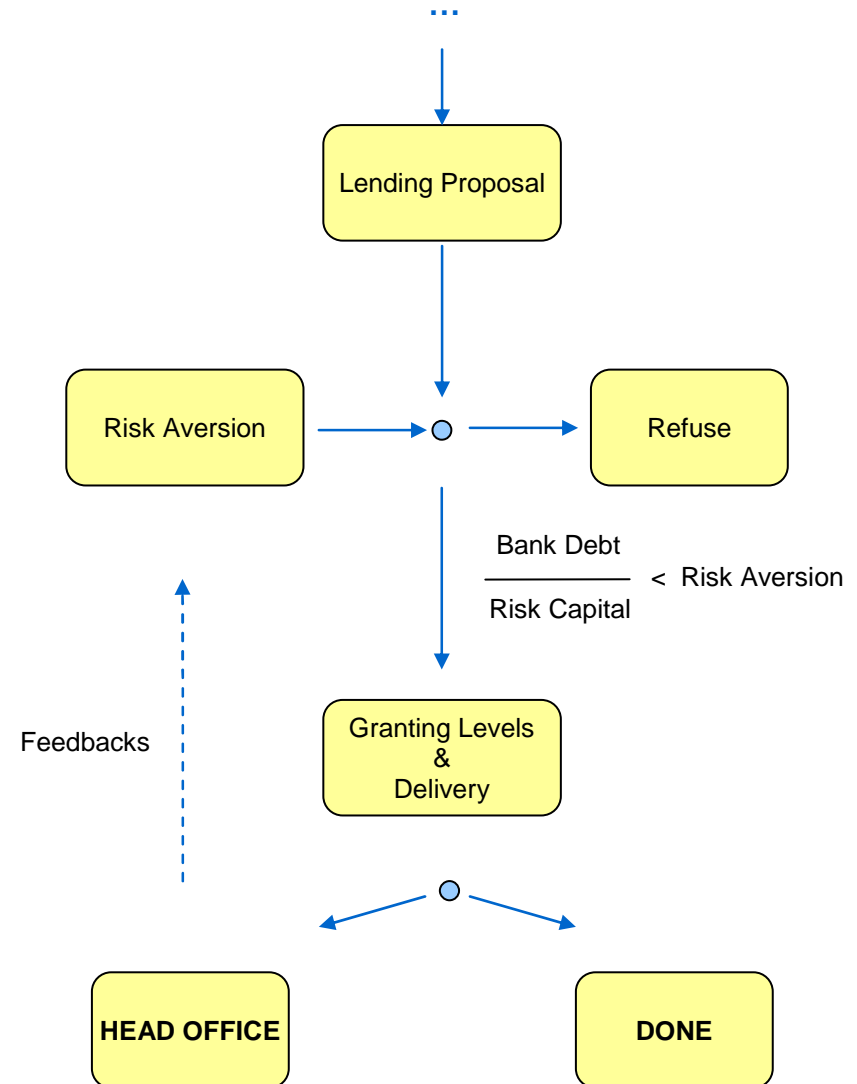 ...
Lending Proposal
Risk Aversion
Refuse
Bank Debt
Risk Capital
< Risk Aversion
Granting Levels
&
Delivery
Feedbacks
HEAD OFFICE
DONE